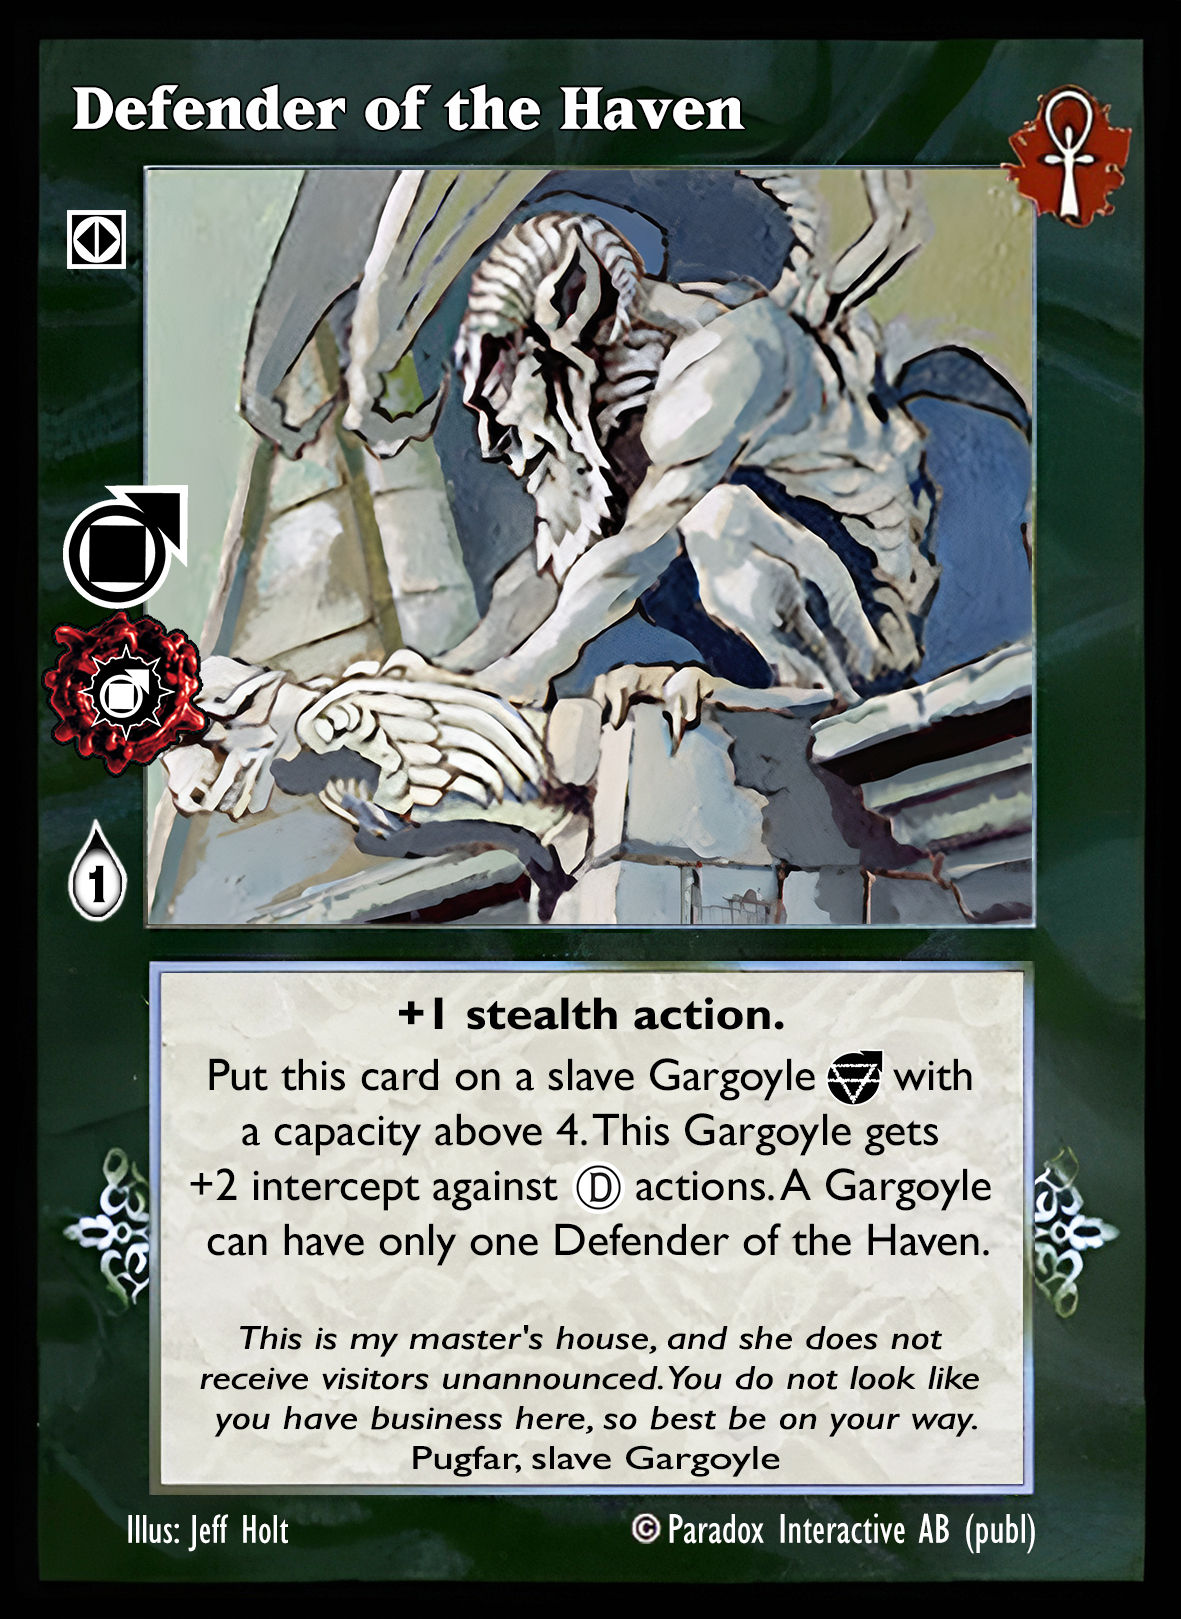 Defender of the Haven
1
+1 stealth action.
Put this card on a slave Gargoyle with
a capacity above 4. This Gargoyle gets
+2 intercept against Ⓓ actions. A Gargoyle
can have only one Defender of the Haven.
This is my master's house, and she does not
receive visitors unannounced. You do not look like
you have business here, so best be on your way.
Pugfar, slave Gargoyle
Illus: Jeff Holt
© Paradox Interactive AB (publ)